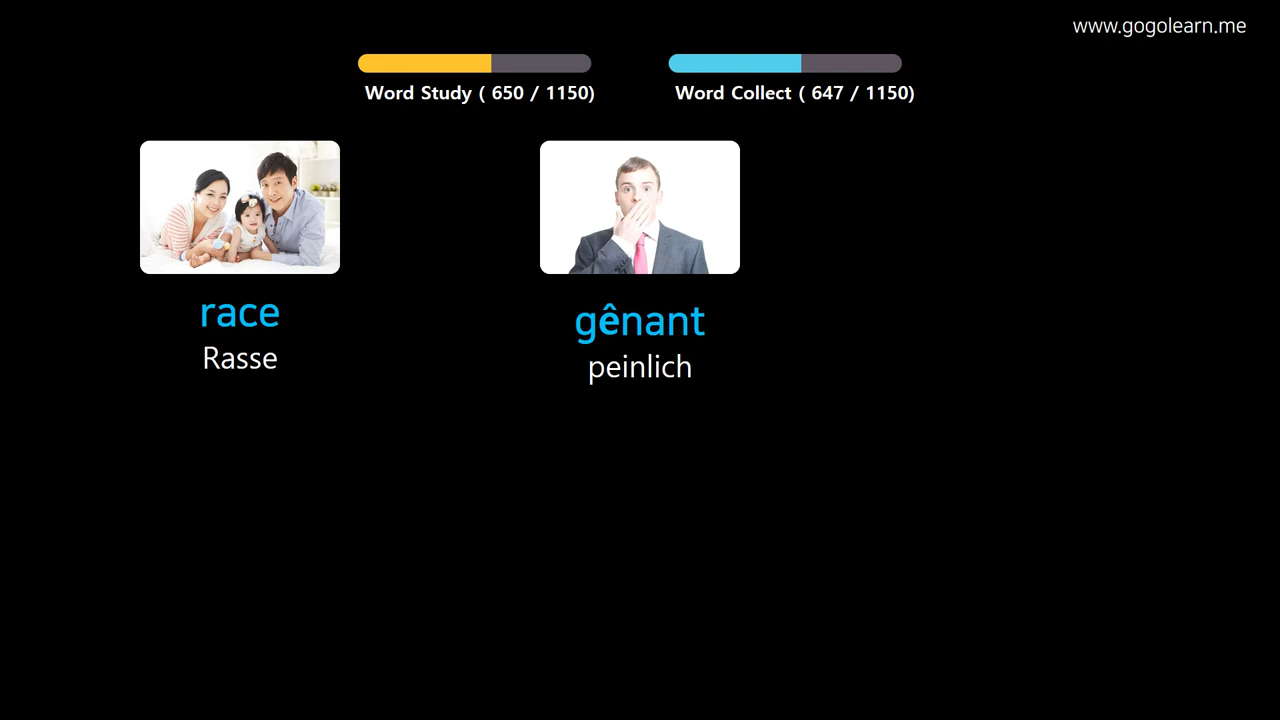 www.gogolearn.me
Word Study ( 650 / 1150)
Word Collect ( 647 / 1150)
race
Rasse
gênant
peinlich